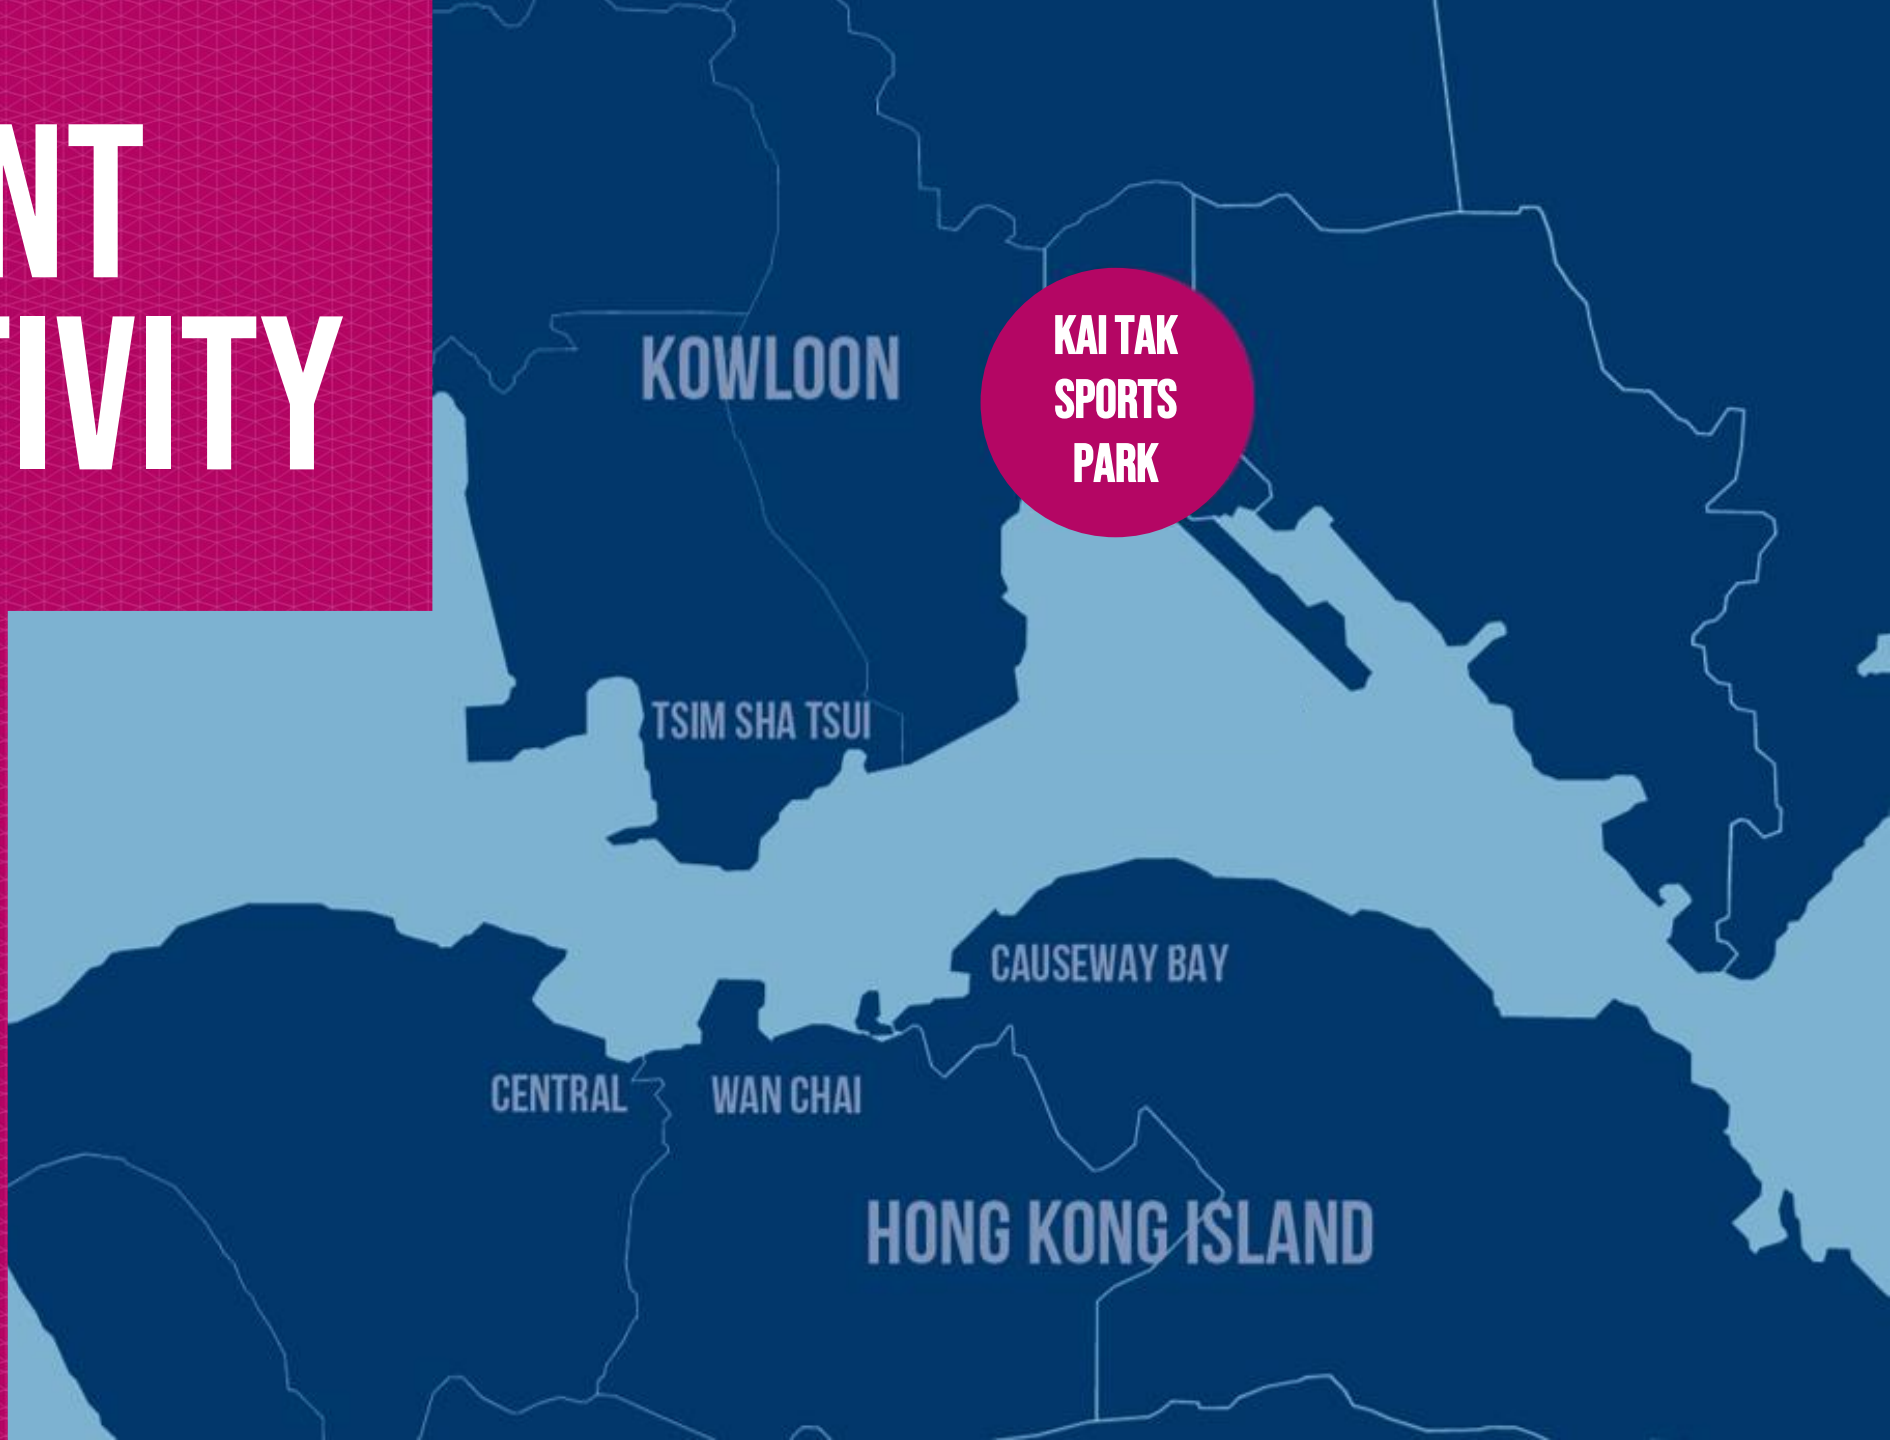 NT
TIVITY
KOWLOON
KAI TAK
SPORTS
PARK
TSIM SHA TSUI
CAUSEWAY BAY
CENTRAL
WAN CHAI
HONG KONG ISLAND